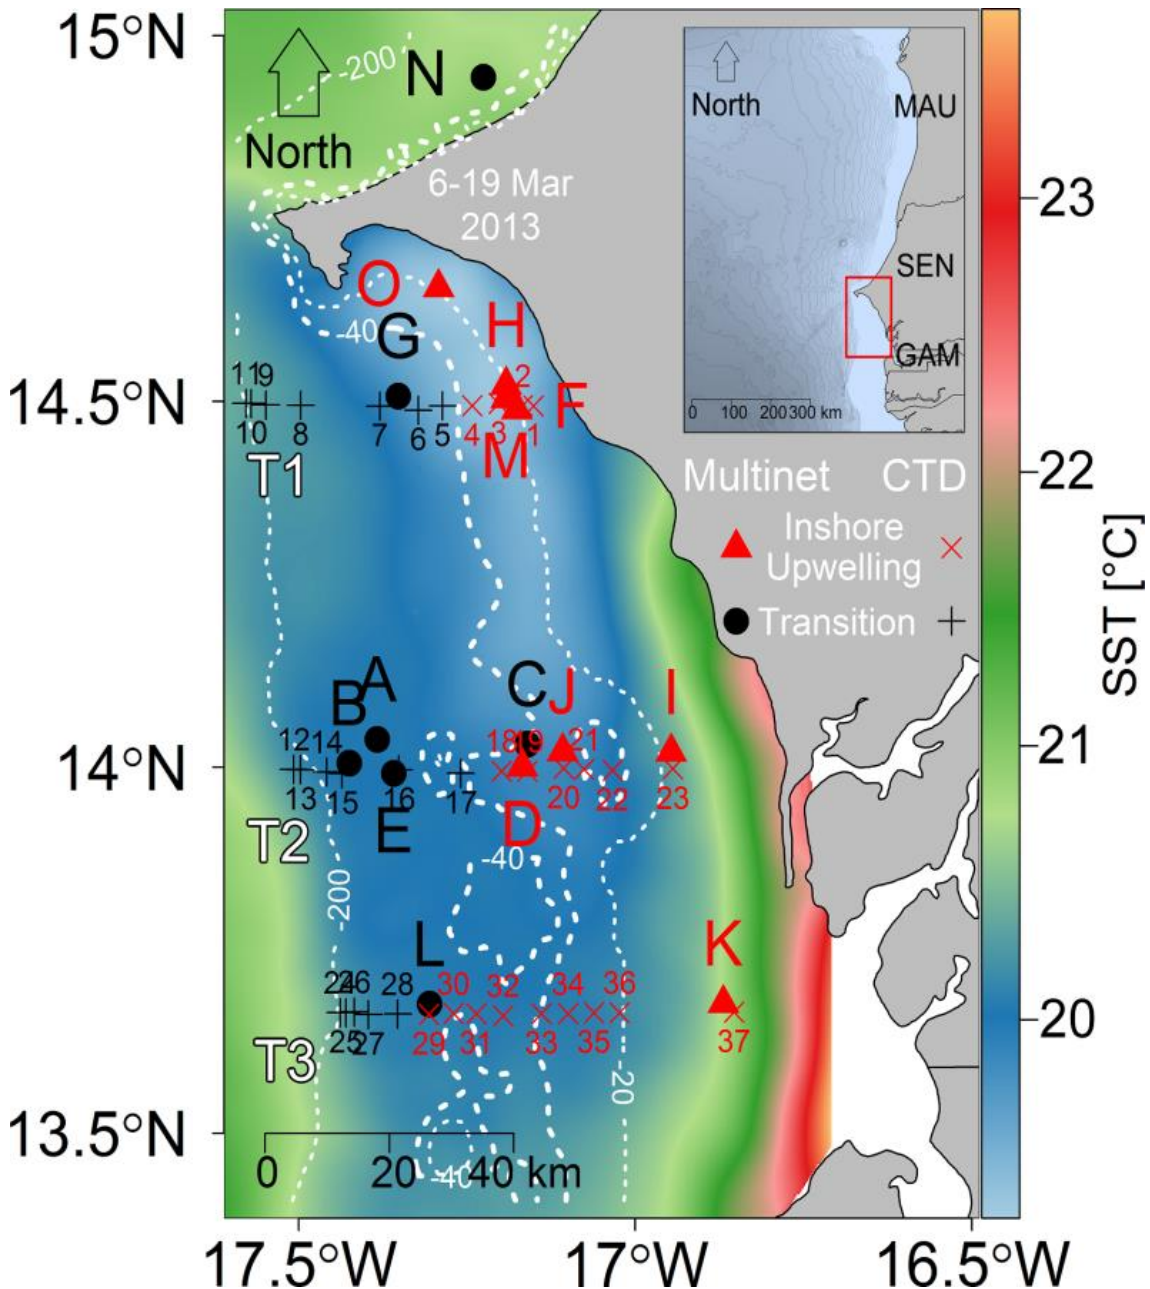 15°N
14.5°N
14°N
13.5°N
17.5°W
17°W
16.5°W
-200
N
North
6-19 Mar
2013
North
MAU
SEN
GAM
0 100 200 300 km
23
22
21
20
SST [°C]
O
H
-40
G
2
F
11 9
10 8 7 6 5 4 3 1
M
T1
Multinet CTD
Inshore
Upwelling
Transition
A
B
C
J
I
12 14 18 19 21
13 15 16 17 20 22 23
E
D
T2
-40
-200
L
K
24 26 28 30 32 34 36
25 27 29 31 33 35 37
T3
-20
0 20 40 km
-40